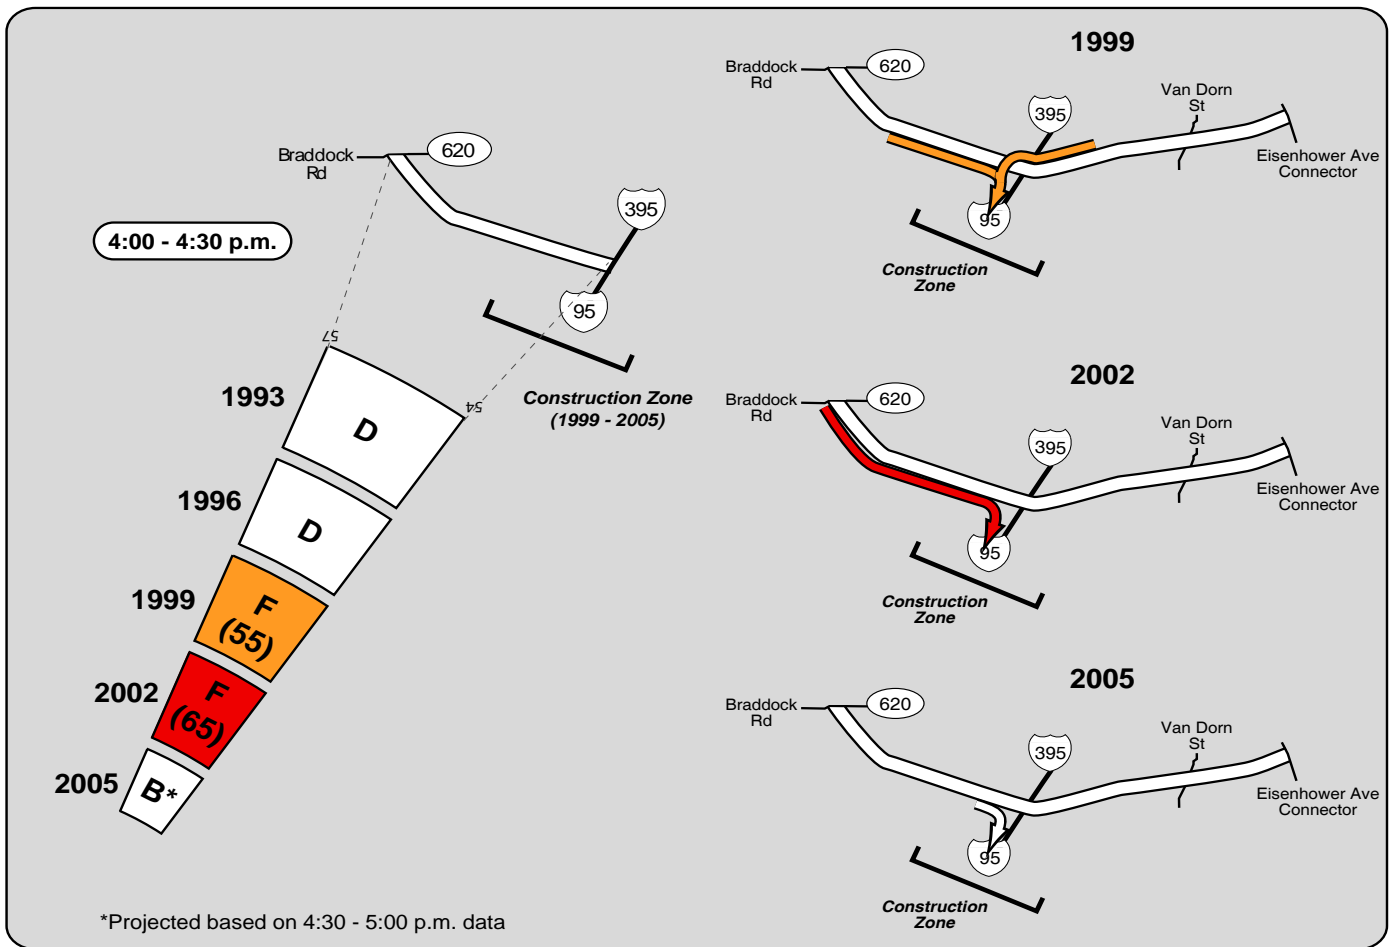 Braddock
Rd
620
395
95
4:00 - 4:30 p.m.
57
54
Construction Zone
(1999 - 2005)
1993
D
1996
D
1999
F
(55)
2002
F
(65)
2005
B*
*Projected based on 4:30 - 5:00 p.m. data
1999
Braddock
Rd
620
395
Van Dorn
St
Eisenhower Ave
Connector
95
Construction
Zone
2002
Braddock
Rd
620
395
Van Dorn
St
Eisenhower Ave
Connector
95
Construction
Zone
2005
Braddock
Rd
620
395
Van Dorn
St
Eisenhower Ave
Connector
95
Construction
Zone